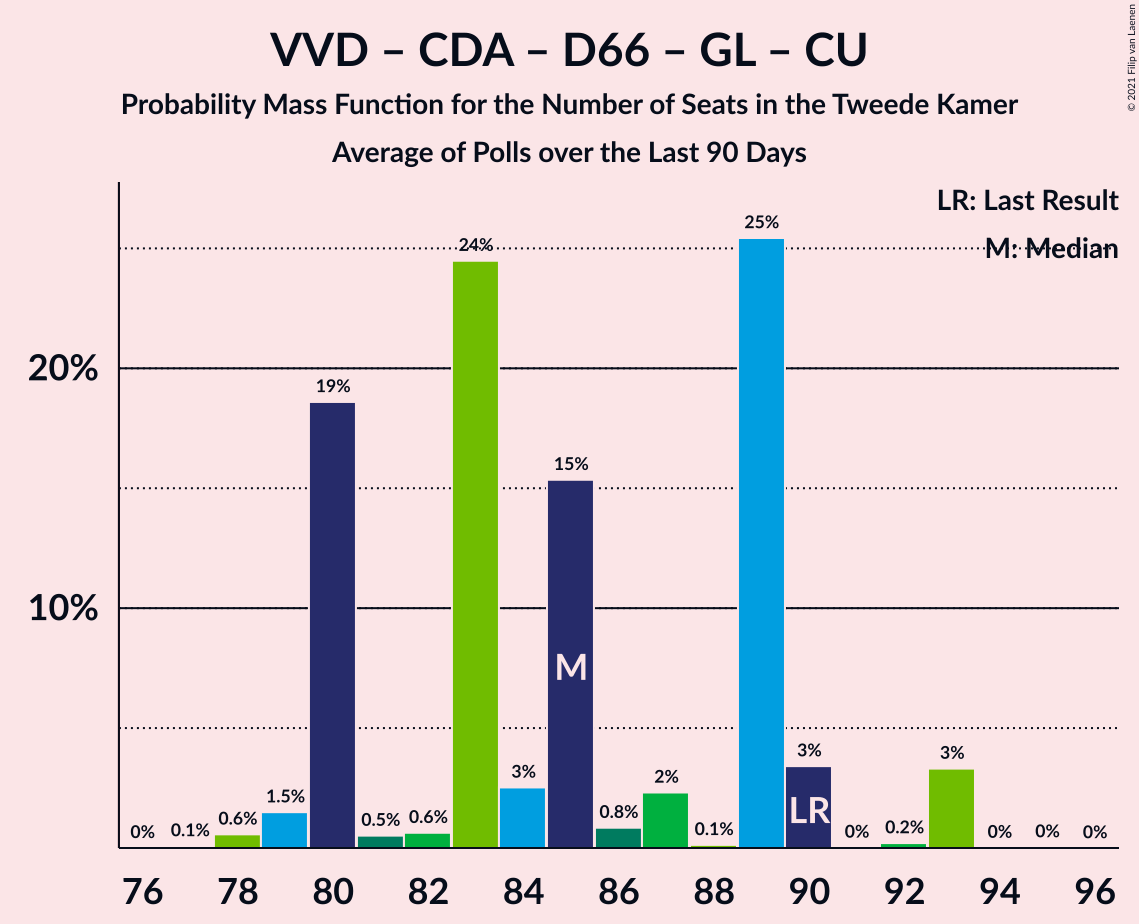 VVD – CDA – D66 – GL – CU
Probability Mass Function for the Number of Seats in the Tweede Kamer
Average of Polls over the Last 90 Days
© 2021 Filip van Laenen
LR: Last Result
M: Median
20%
10%
0%
0.1%
0.6%
1.5%
19%
0.5%
0.6%
24%
3%
15%
0.8%
2%
0.1%
25%
3%
0%
0.2%
3%
0%
0%
0%
M
LR
76 78 80 82 84 86 88 90 92 94 96